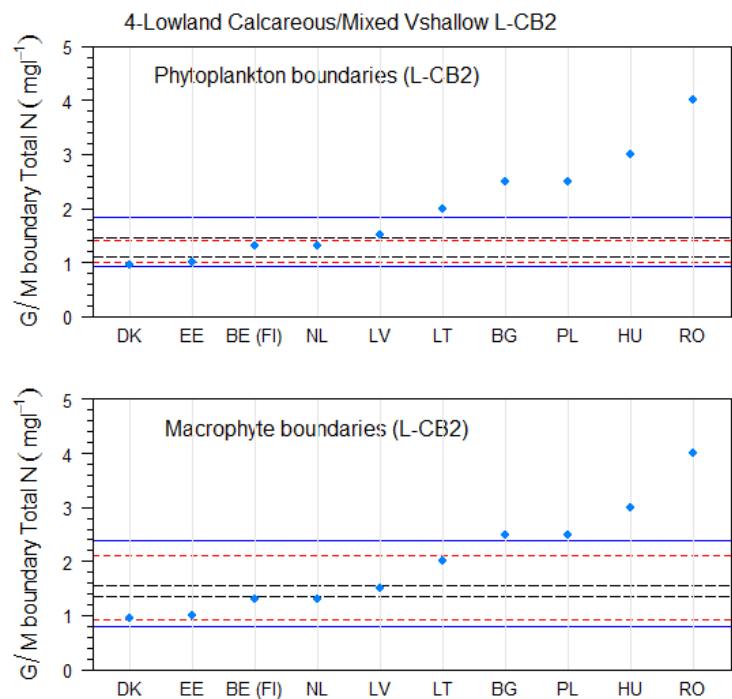 4-Lowland Calcareous/Mixed Vshallow L-CB2
Phytoplankton boundaries (L-CB2)
G/M boundary Total N (mgl⁻¹)
5
4
3
2
1
0
DK EE BE (FI) NL LV LT BG PL HU RO
Macrophyte boundaries (L-CB2)
G/M boundary Total N (mgl⁻¹)
5
4
3
2
1
0
DK EE BE (FI) NL LV LT BG PL HU RO